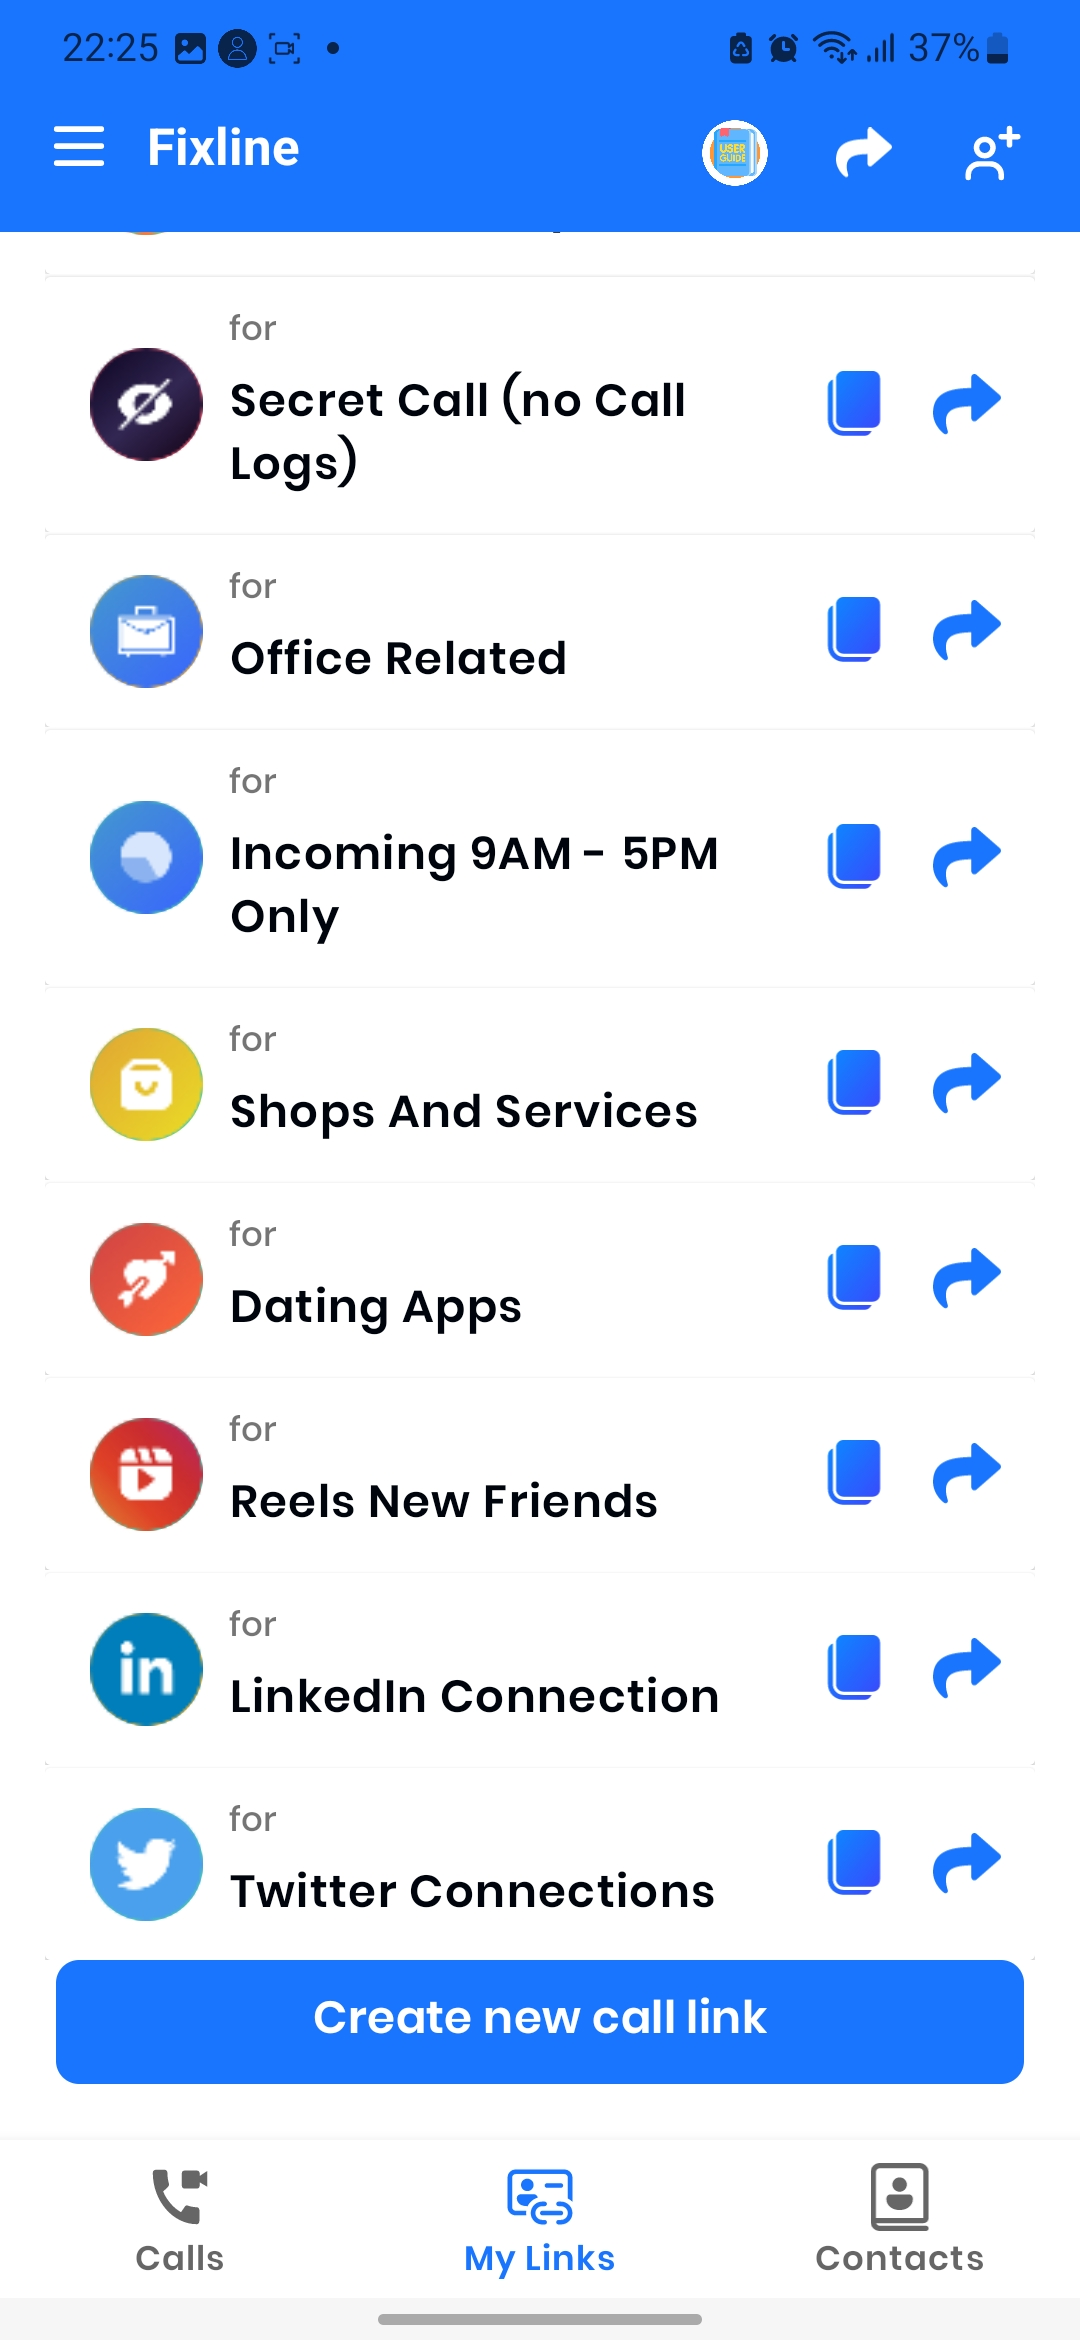 22:25
37%
Fixline
USER
GUIDE
for
Secret Call (no Call
Logs)
for
Office Related
for
Incoming 9AM - 5PM
Only
for
Shops And Services
for
Dating Apps
for
Reels New Friends
for
LinkedIn Connection
for
Twitter Connections
Create new call link
Calls
My Links
Contacts